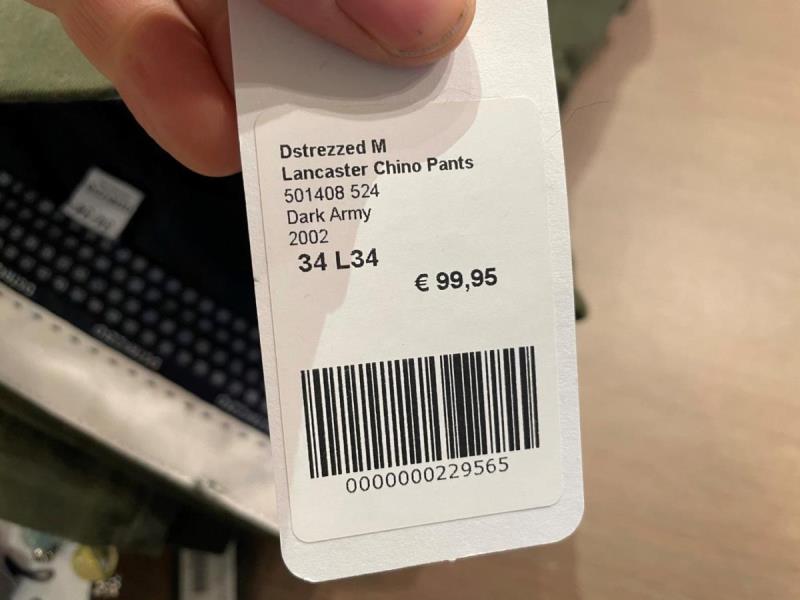 Dstrezzed M
Lancaster Chino Pants
501408 524
Dark Army
2002
34 L34
€ 99,95
0000000229565